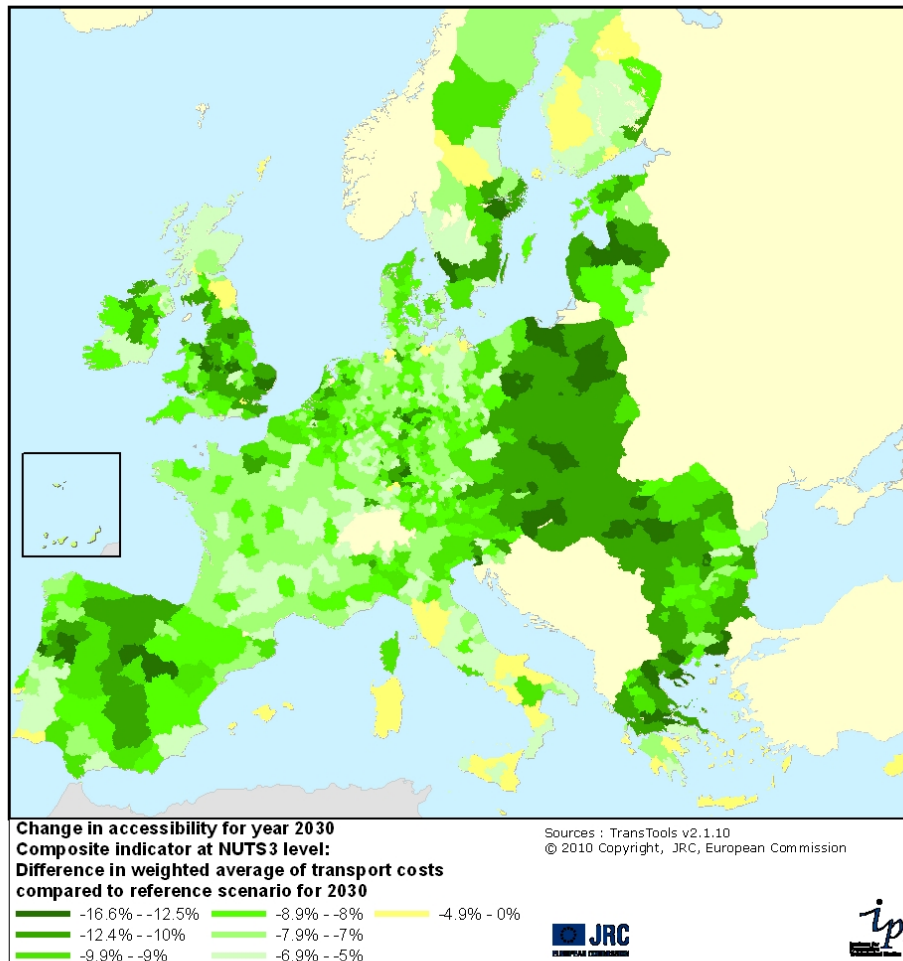 Change in accessibility for year 2030
Composite indicator at NUTS3 level:
Difference in weighted average of transport costs
compared to reference scenario for 2030
-16.6% - -12.5%
-12.4% - -10%
-9.9% - -9%
-8.9% - -8%
-7.9% - -7%
-6.9% - -5%
-4.9% - 0%
Sources : TransTools v2.1.10
© 2010 Copyright, JRC, European Commission
JRC
EUROPEAN COMMISSION
ip